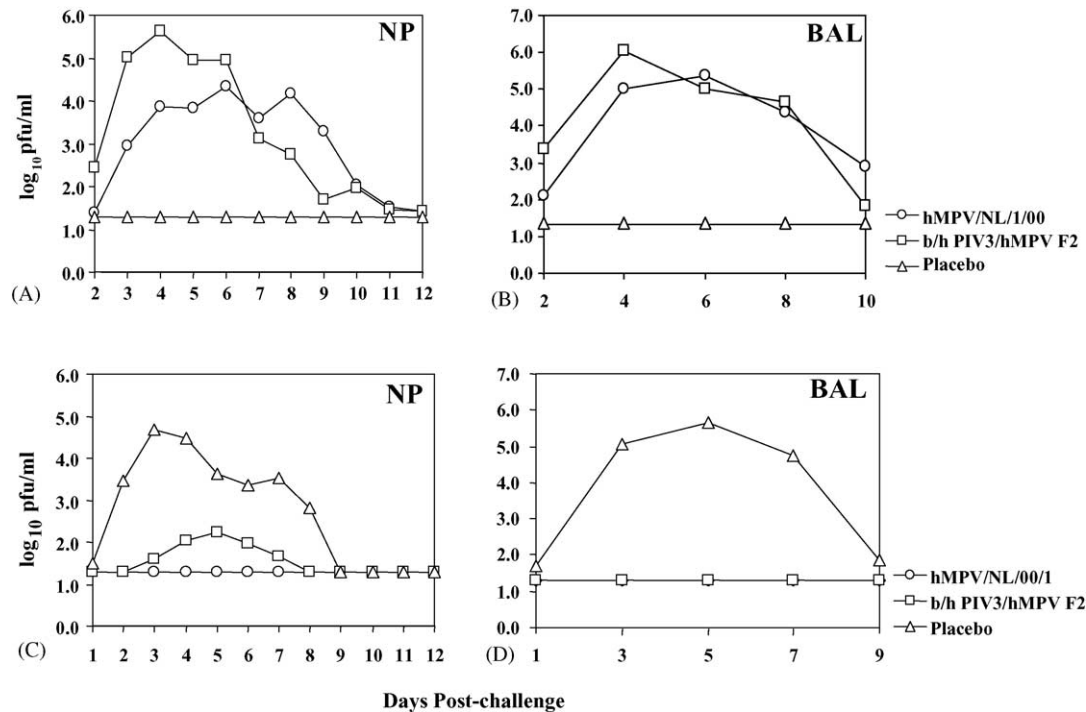 NP
log 10 pfu/ml
6.0
5.0
4.0
3.0
2.0
1.0
0.0
2 3 4 5 6 7 8 9 10 11 12
(A)
BAL
7.0
6.0
5.0
4.0
3.0
2.0
1.0
0.0
2 4 6 8 10
(B)
hMPV/NL/1/00
b/h PIV3/hMPV F2
Placebo
NP
log 10 pfu/ml
6.0
5.0
4.0
3.0
2.0
1.0
0.0
1 2 3 4 5 6 7 8 9 10 11 12
(C)
BAL
7.0
6.0
5.0
4.0
3.0
2.0
1.0
0.0
1 3 5 7 9
(D)
hMPV/NL/00/1
b/h PIV3/hMPV F2
Placebo
Days Post-challenge